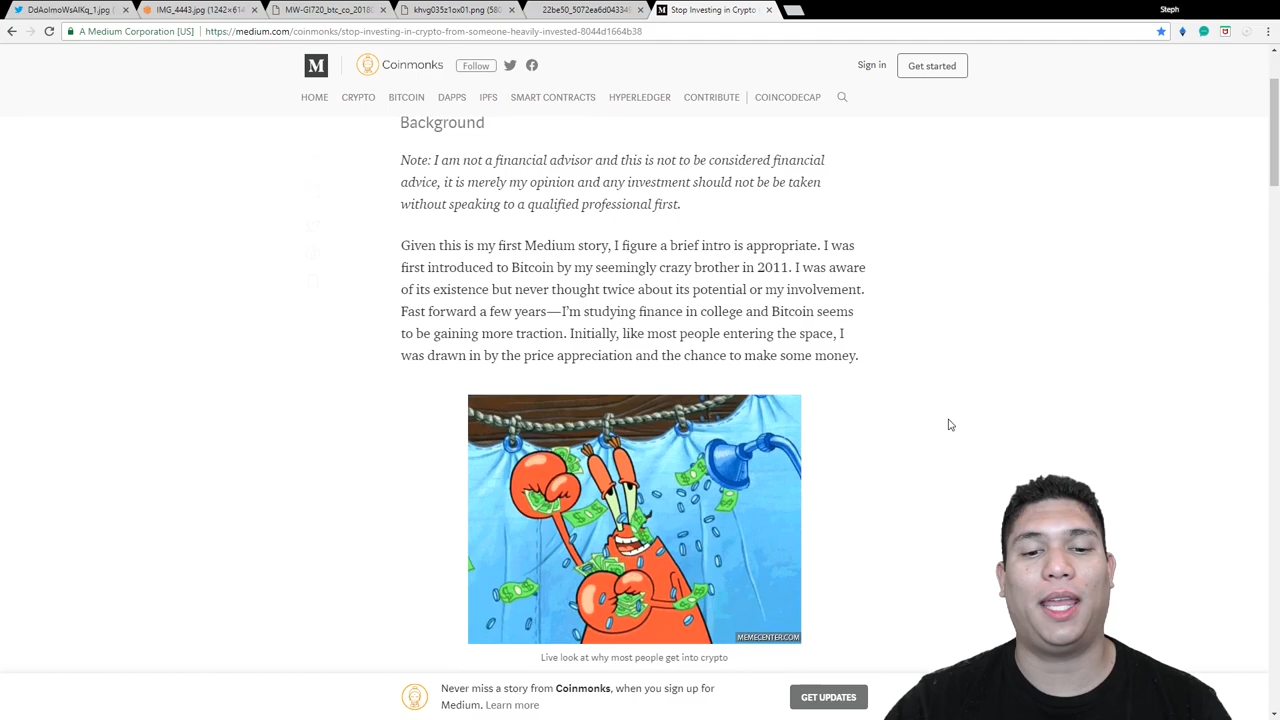 Steph
DdAolmoWsAIKq_1.jpg (
IMG_4443.jpg (1242×614
MW-GI720_btc_co_20180
khvg035z1ox01.png (580
22be50_5072ea6d043349
Stop Investing in Crypto
A Medium Corporation [US]
https://medium.com/coinmonks/stop-investing-in-crypto-from-someone-heavily-invested-8044d1664b38
M
Coinmonks
Follow
Sign in
Get started
HOME
CRYPTO
BITCOIN
DAPPS
IPFS
SMART CONTRACTS
HYPERLEDGER
CONTRIBUTE
COINCODECAP
Background
Note: I am not a financial advisor and this is not to be considered financial
advice, it is merely my opinion and any investment should not be be taken
without speaking to a qualified professional first.
Given this is my first Medium story, I figure a brief intro is appropriate. I was
first introduced to Bitcoin by my seemingly crazy brother in 2011. I was aware
of its existence but never thought twice about its potential or my involvement.
Fast forward a few years—I’m studying finance in college and Bitcoin seems
to be gaining more traction. Initially, like most people entering the space, I
was drawn in by the price appreciation and the chance to make some money.
MEMECENTER.COM
Live look at why most people get into crypto
Never miss a story from Coinmonks, when you sign up for
Medium. Learn more
GET UPDATES